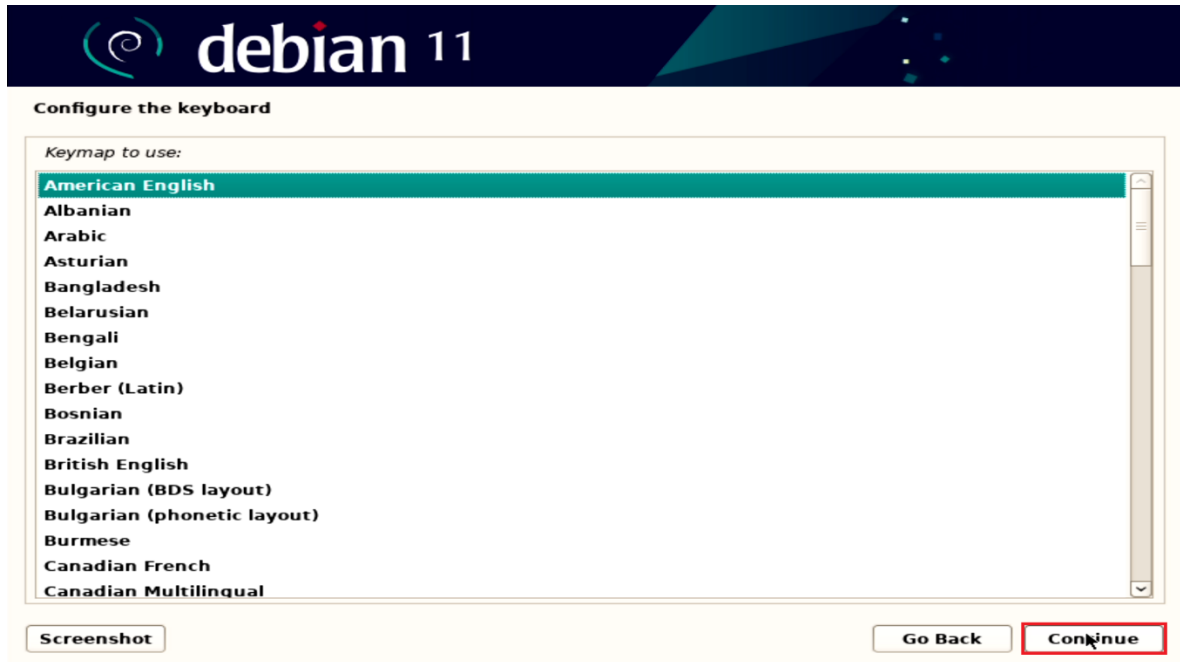 debian 11
Configure the keyboard
Keymap to use:
American English
Albanian
Arabic
Asturian
Bangladesh
Belarusian
Bengali
Belgian
Berber (Latin)
Bosnian
Brazilian
British English
Bulgarian (BDS layout)
Bulgarian (phonetic layout)
Burmese
Canadian French
Canadian Multilingual
Screenshot
Go Back
Continue